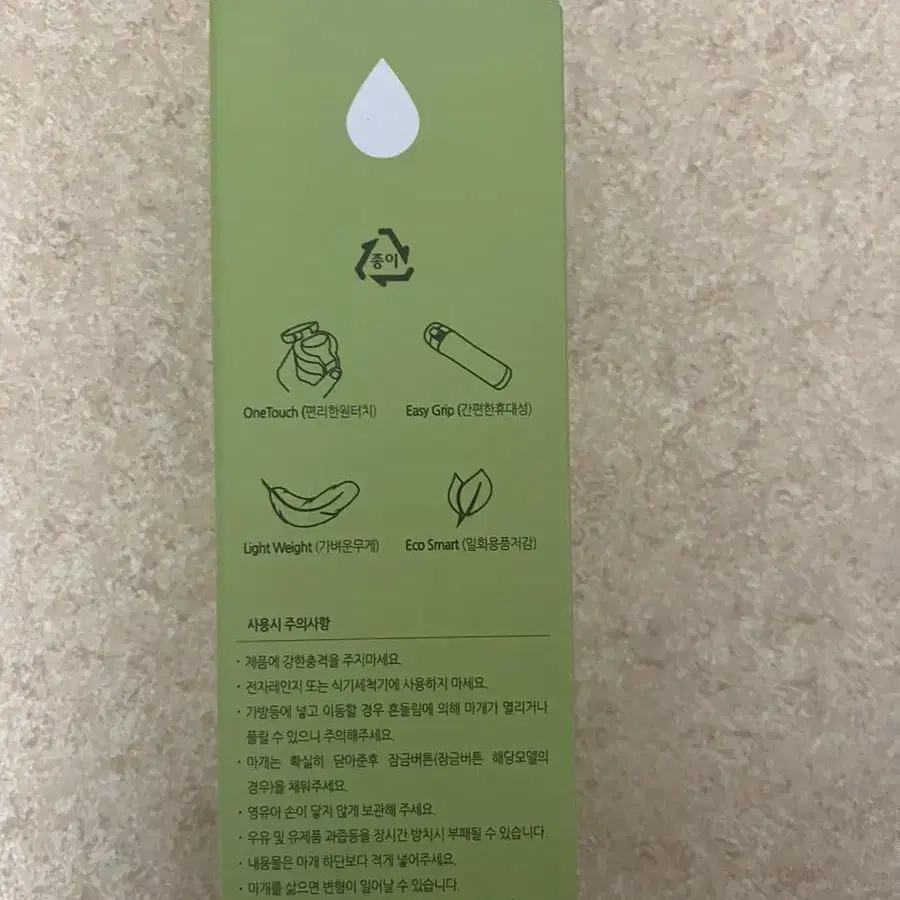 종이
OneTouch (편리한원터치)
Easy Grip (간편한휴대성)
Light Weight (가벼운무게)
Eco Smart (일화용품저감)
사용시 주의사항
· 제품에 강한충격을 주지마세요.
· 전자레인지 또는 식기세척기에 사용하지 마세요.
· 가방등에 넣고 이동할 경우 흔들림에 의해 마개가 열리거나
풀릴 수 있으니 주의해주세요.
· 마개는 확실히 닫아준후 잠금버튼(잠금버튼 해당모델의
경우)을 채워주세요.
· 영유아 손이 닿지 않게 보관해 주세요.
· 우유 및 유제품 과즙등을 장시간 방치시 부패될 수 있습니다.
· 내용물은 마개 하단보다 적게 넣어주세요.
· 마개를 삶으면 변형이 일어날 수 있습니다.